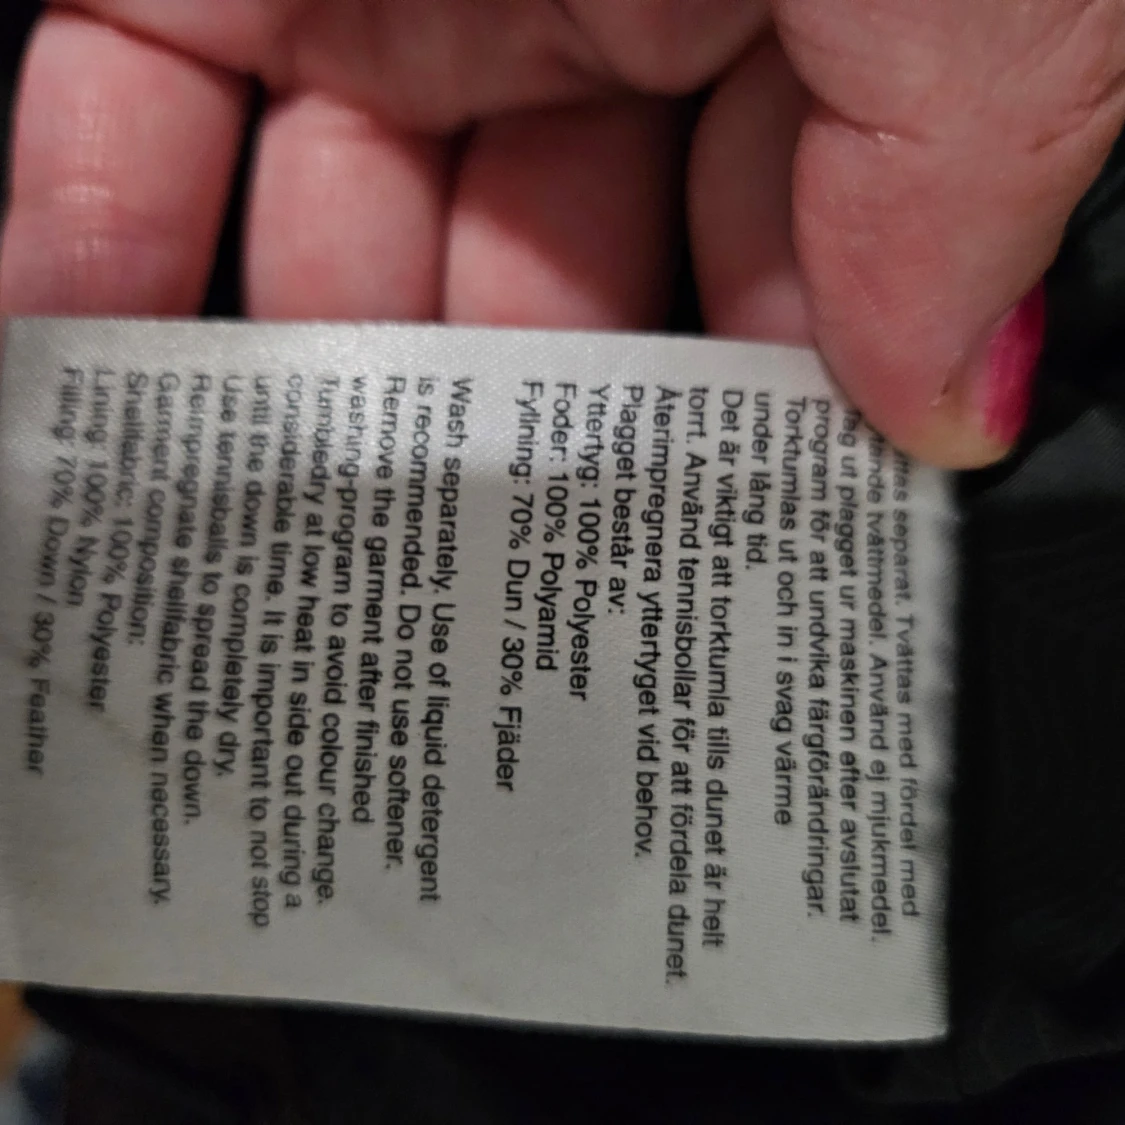 separat. Tvättas med fördel med
tvättmedel. Använd ej mjukmedel.
ut plagget ur maskinen efter avslutat
program för att undvika färgförändringar.
Torktumlas ut och in i svag värme
under lång tid.
Det är viktigt att torktumla tills dunet är helt
torrt. Använd tennisbollar för att fördela dunet.
Återimpregnera yttertyget vid behov.
Plagget består av:
Yttertyg: 100% Polyester
Foder: 100% Polyamid
Fyllning: 70% Dun / 30% Fjäder
Wash separately. Use of liquid detergent
is recommended. Do not use softener.
Remove the garment after finished
washing-program to avoid colour change.
Tumbledry at low heat in side out during a
considerable time. It is important to not stop
until the down is completely dry.
Use tennisballs to spread the down.
Reimpregnate shellfabric when necessary.
Garment composition:
Shellfabric: 100% Polyester
Lining 100% Nylon
Filling 70% Down / 30% Feather